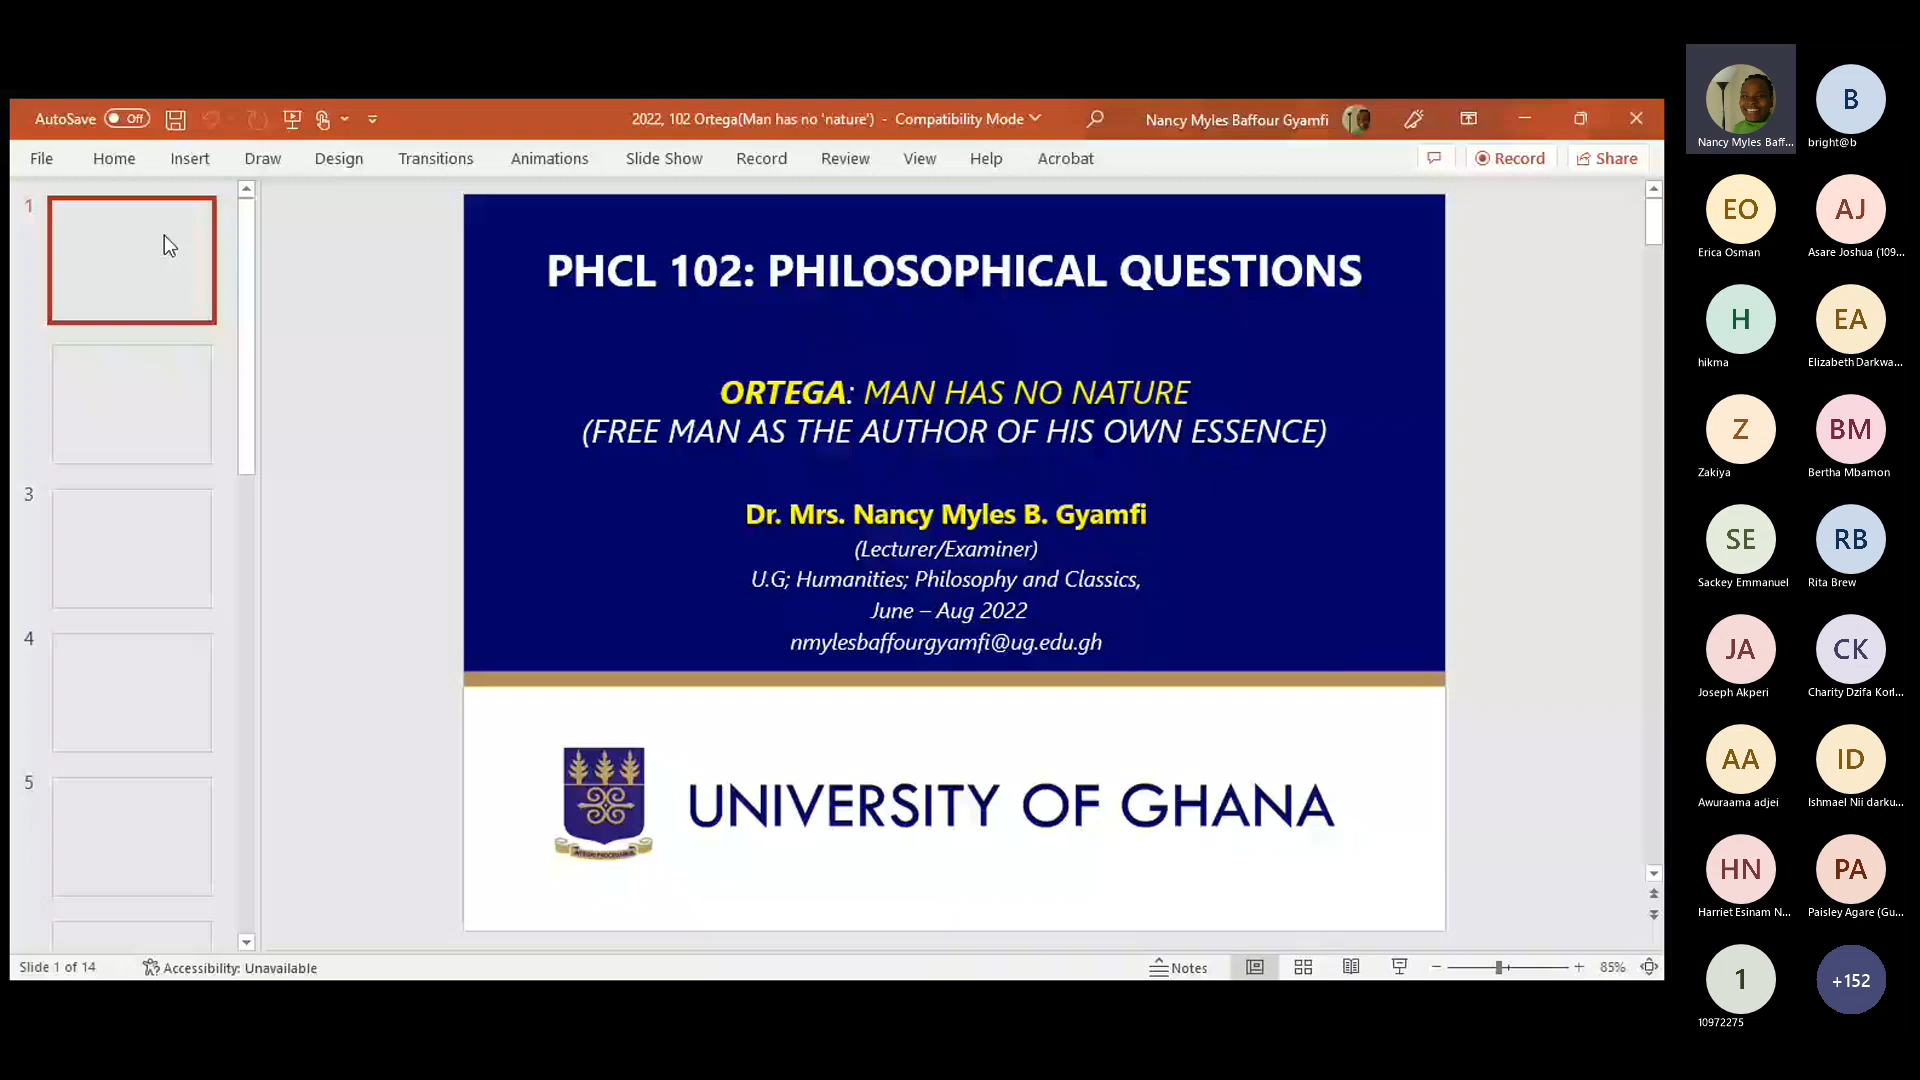 AutoSave Off
2022, 102 Ortega(Man has no 'nature') - Compatibility Mode
Nancy Myles Baffour Gyamfi
File Home Insert Draw Design Transitions Animations Slide Show Record Review View Help Acrobat
Record
Share
1
3
4
5
PHCL 102: PHILOSOPHICAL QUESTIONS
ORTEGA: MAN HAS NO NATURE
(FREE MAN AS THE AUTHOR OF HIS OWN ESSENCE)
Dr. Mrs. Nancy Myles B. Gyamfi
(Lecturer/Examiner)
U.G; Humanities; Philosophy and Classics,
June – Aug 2022
nmylesbaffourgyamfi@ug.edu.gh
UNIVERSITY OF GHANA
Slide 1 of 14
Accessibility: Unavailable
Notes
85%
Nancy Myles Baff...
B
bright@b
EO
Erica Osman
AJ
Asare Joshua (109...
H
hikma
EA
Elizabeth Darkwa...
Z
Zakiya
BM
Bertha Mbamon
SE
Sackey Emmanuel
RB
Rita Brew
JA
Joseph Akperi
CK
Charity Dzifa Korl...
AA
Awuraama adjei
ID
Ishmael Nii darku...
HN
Harriet Esinam N...
PA
Paisley Agare (Gu...
1
10972275
+152